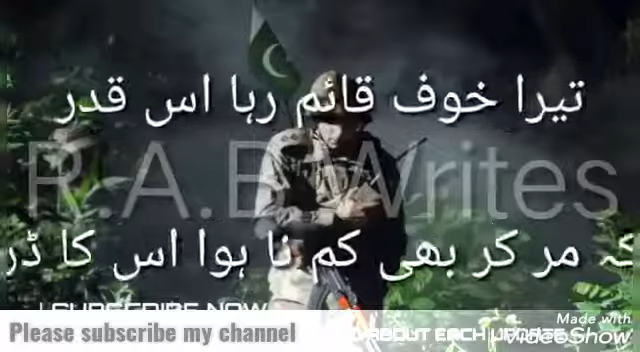 تیرا خوف قائم رہا اس قدر
R.A.B Writes
کہ مر کر بھی کم نا ہوا اس کا ڈر
SUBSCRIBE NOW
Please subscribe my channel
ABOUT EACH UPDATE
Made with
VideoShow